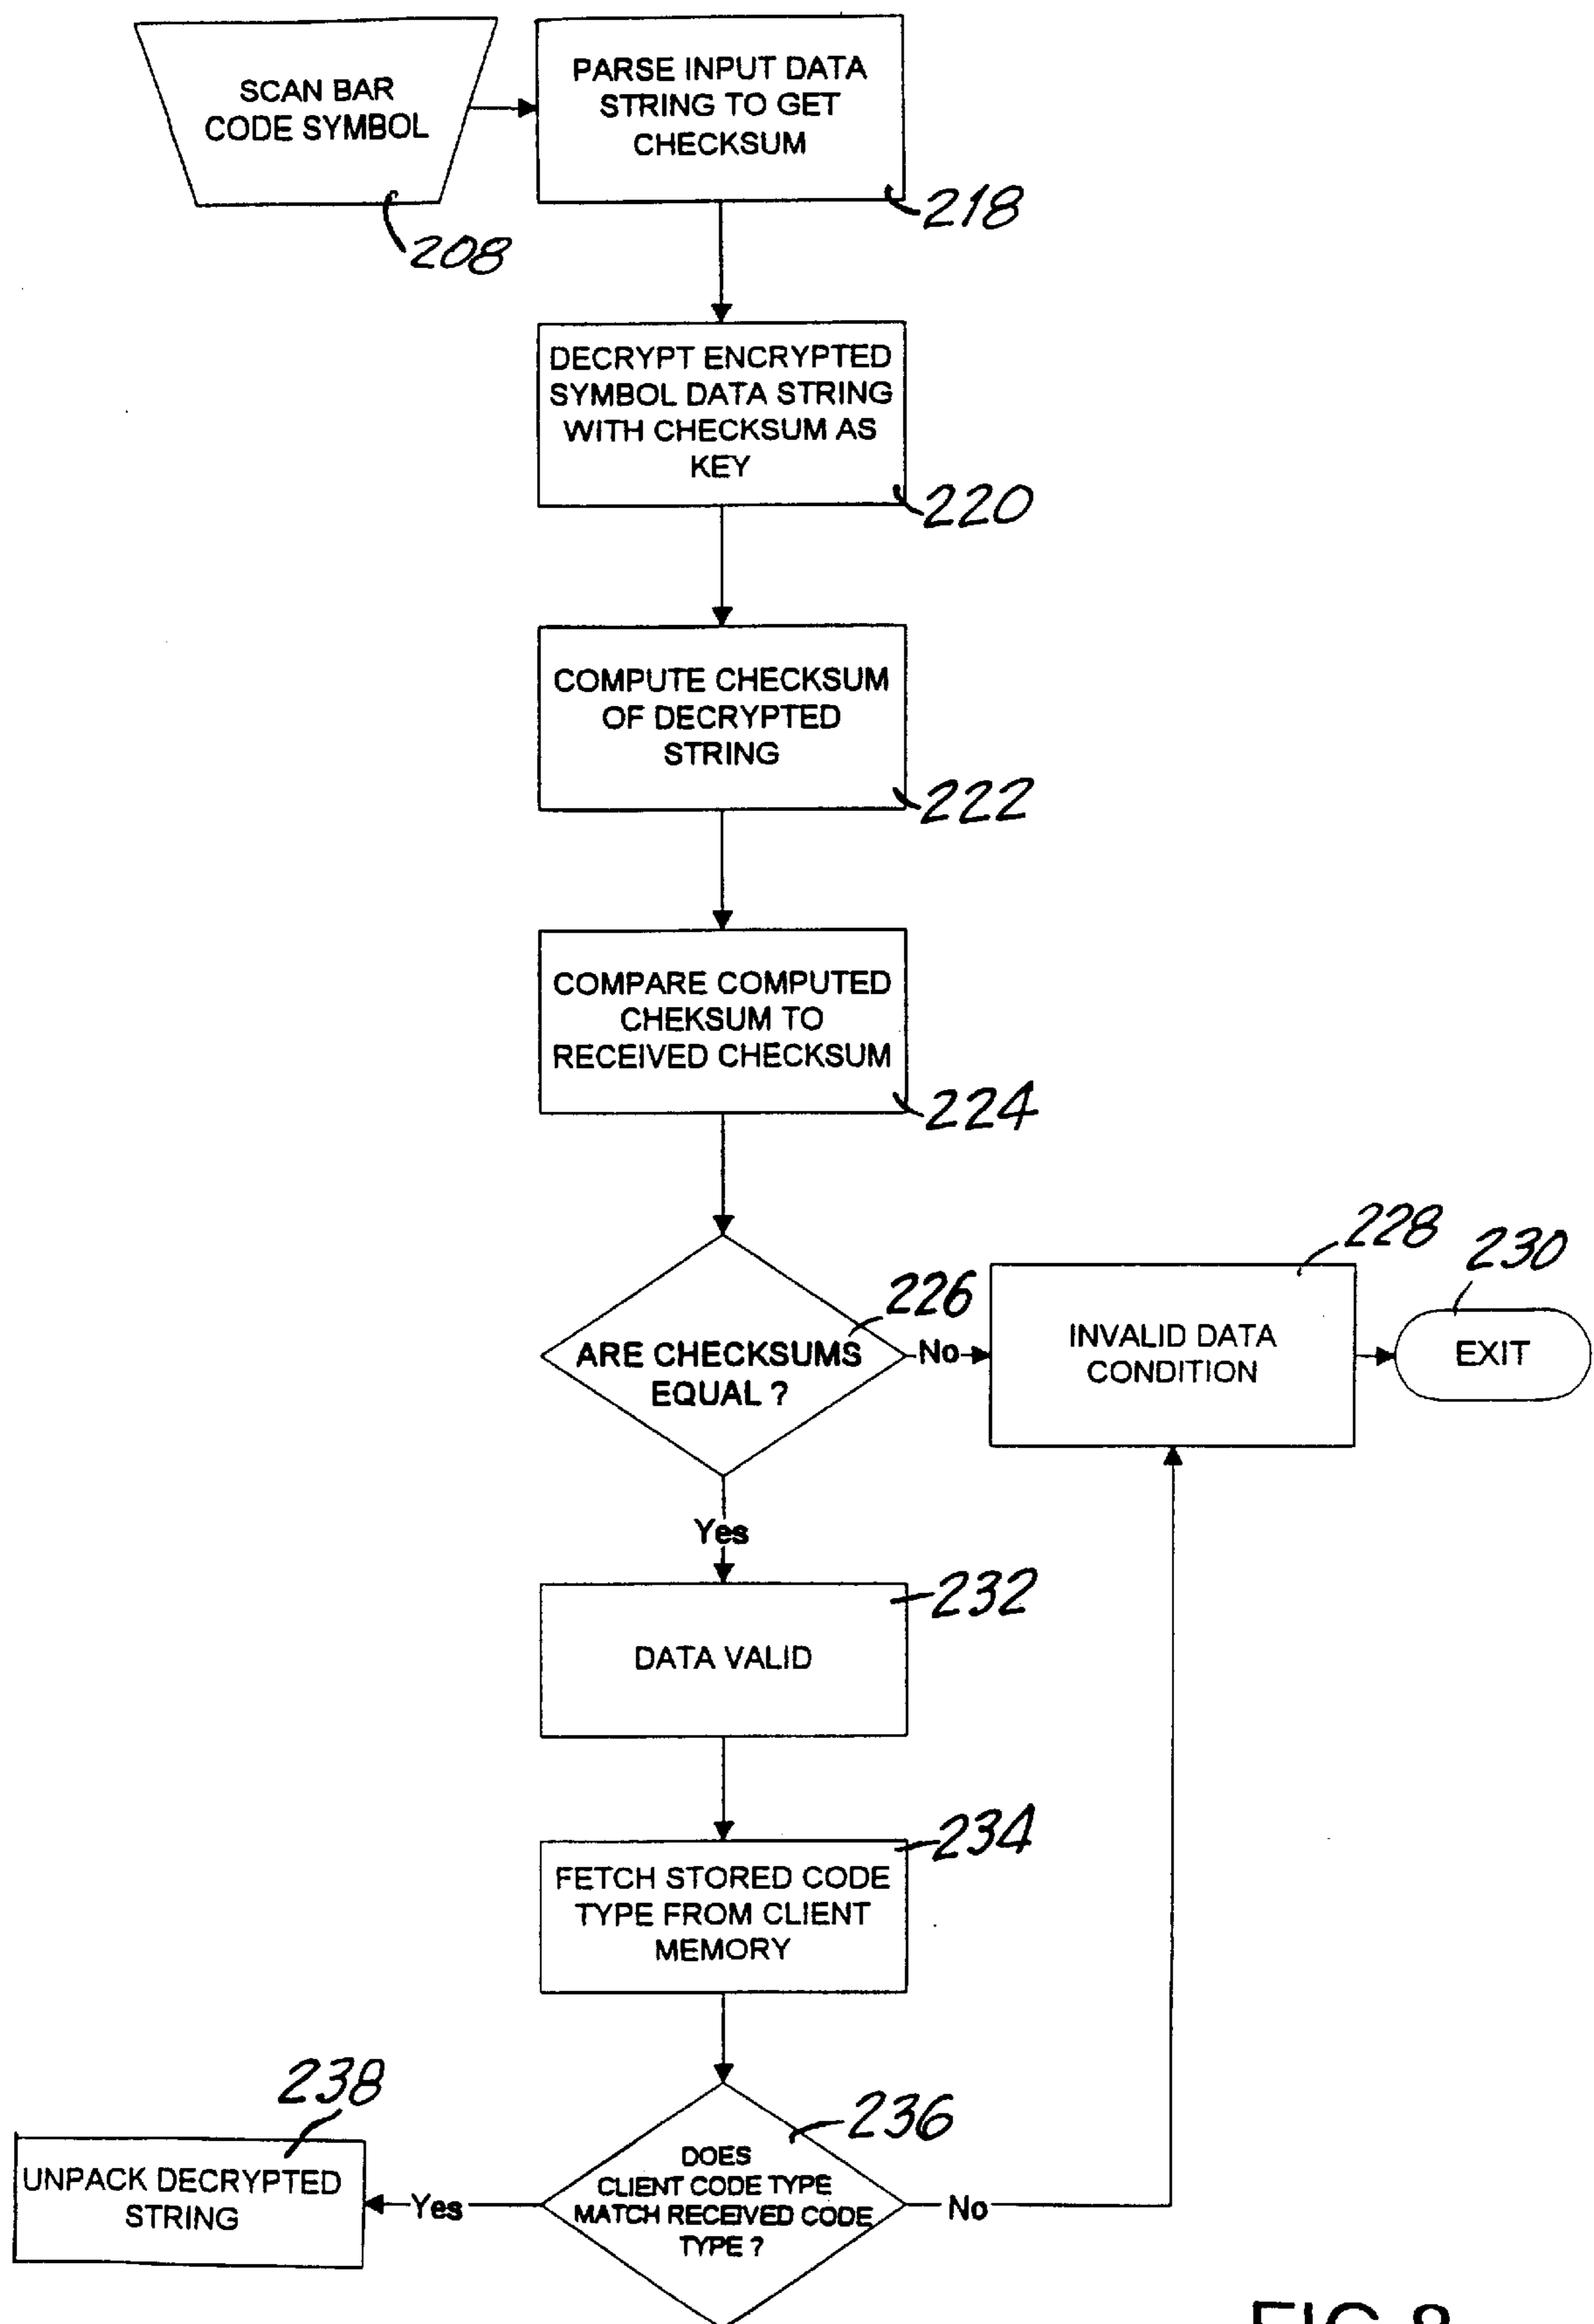 SCAN BAR
CODE SYMBOL
208
PARSE INPUT DATA
STRING TO GET
CHECKSUM
218
DECRYPT ENCRYPTED
SYMBOL DATA STRING
WITH CHECKSUM AS
KEY
220
COMPUTE CHECKSUM
OF DECRYPTED
STRING
222
COMPARE COMPUTED
CHEKSUM TO
RECEIVED CHECKSUM
224
ARE CHECKSUMS
EQUAL ?
226
No
INVALID DATA
CONDITION
228
EXIT
230
Yes
DATA VALID
232
FETCH STORED CODE
TYPE FROM CLIENT
MEMORY
234
DOES
CLIENT CODE TYPE
MATCH RECEIVED CODE
TYPE ?
236
No
Yes
UNPACK DECRYPTED
STRING
238
FIG.8